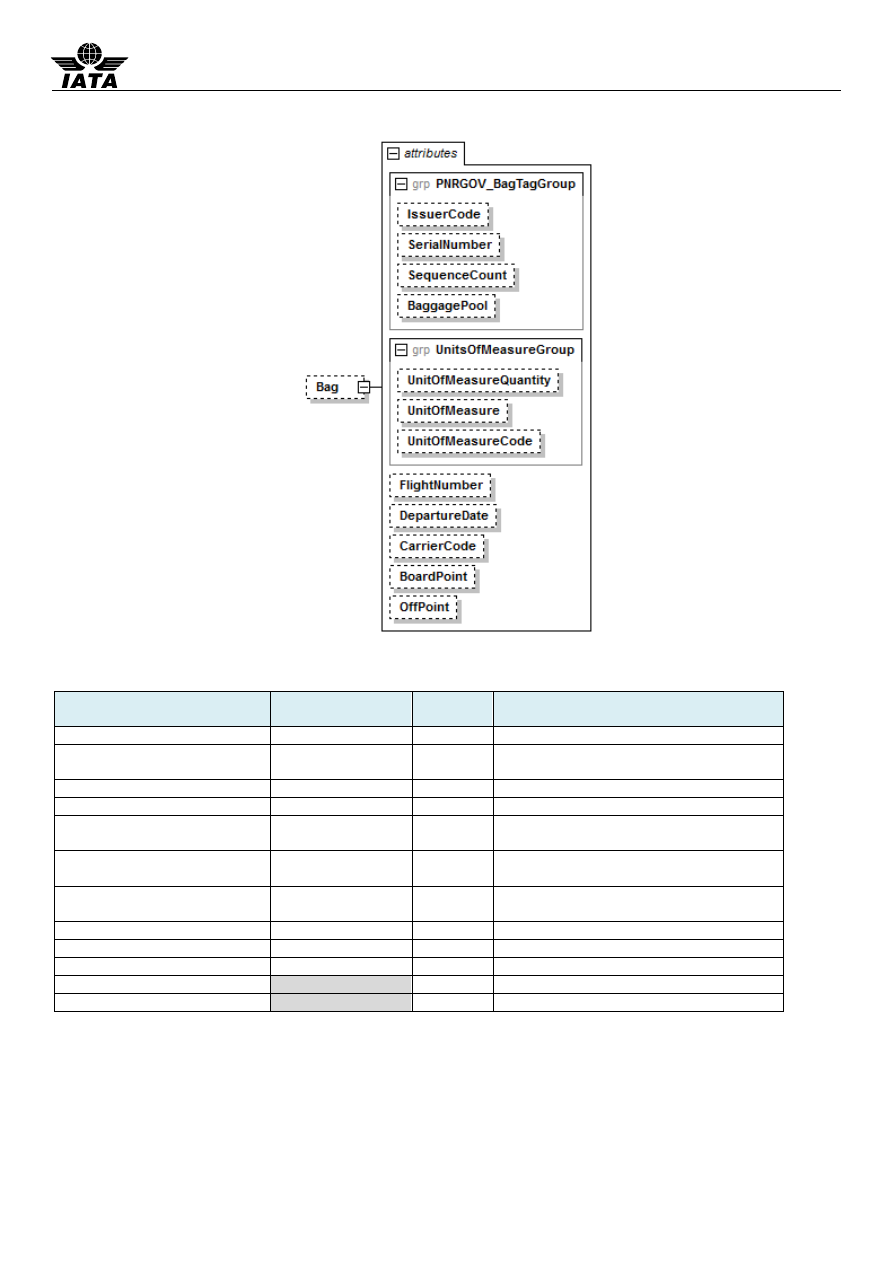 IATA
attributes
grp PNRGOV_BagTagGroup
IssuerCode
SerialNumber
SequenceCount
BaggagePool
grp UnitsOfMeasureGroup
Bag
UnitOfMeasureQuantity
UnitOfMeasure
UnitOfMeasureCode
FlightNumber
DepartureDate
CarrierCode
BoardPoint
OffPoint